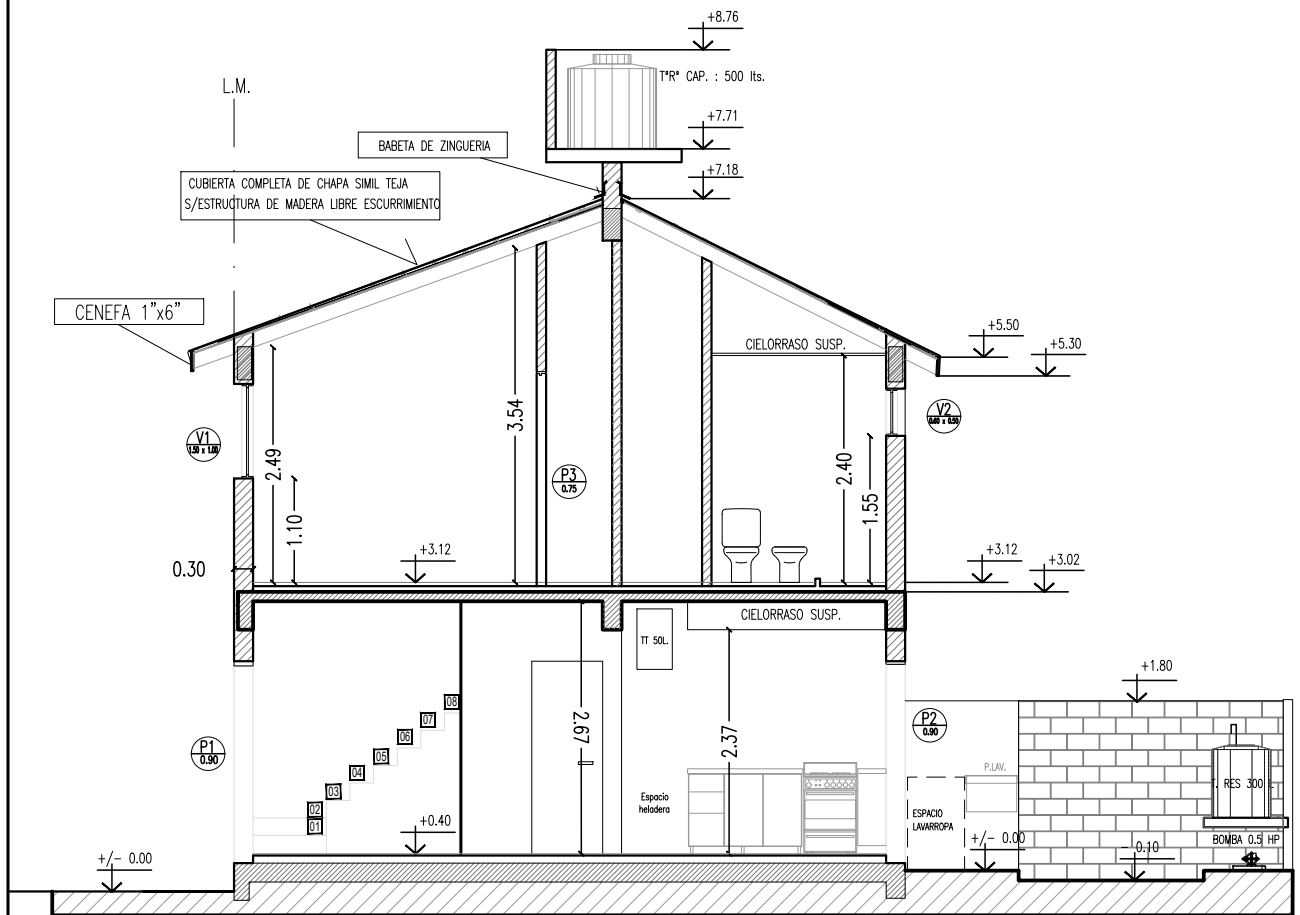 +8.76
T*Rª CAP. : 500 lts.
L.M.
+7.71
BABETA DE ZINGUERIA
+7.18
CUBIERTA COMPLETA DE CHAPA SIMIL TEJA
S/ESTRUCTURA DE MADERA LIBRE ESCURRIMIENTO
CENEFA 1"x6"
+5.50
+5.30
CIELORRASO SUSP.
V1
1.50 x 1.00
2.49
3.54
2.40
V2
0.60 x 0.50
P3
0.75
1.10
1.55
0.30
+3.12
+3.12
+3.02
CIELORRASO SUSP.
TT 50L.
+1.80
08
07
06
05
04
03
02
01
P1
0.90
2.67
2.37
P2
0.90
P.LAV.
T. RES 300 L
Espacio
heladera
ESPACIO
LAVARROPA
+0.40
+/- 0.00
+/- 0.00
- 0.10
BOMBA 0.5 HP